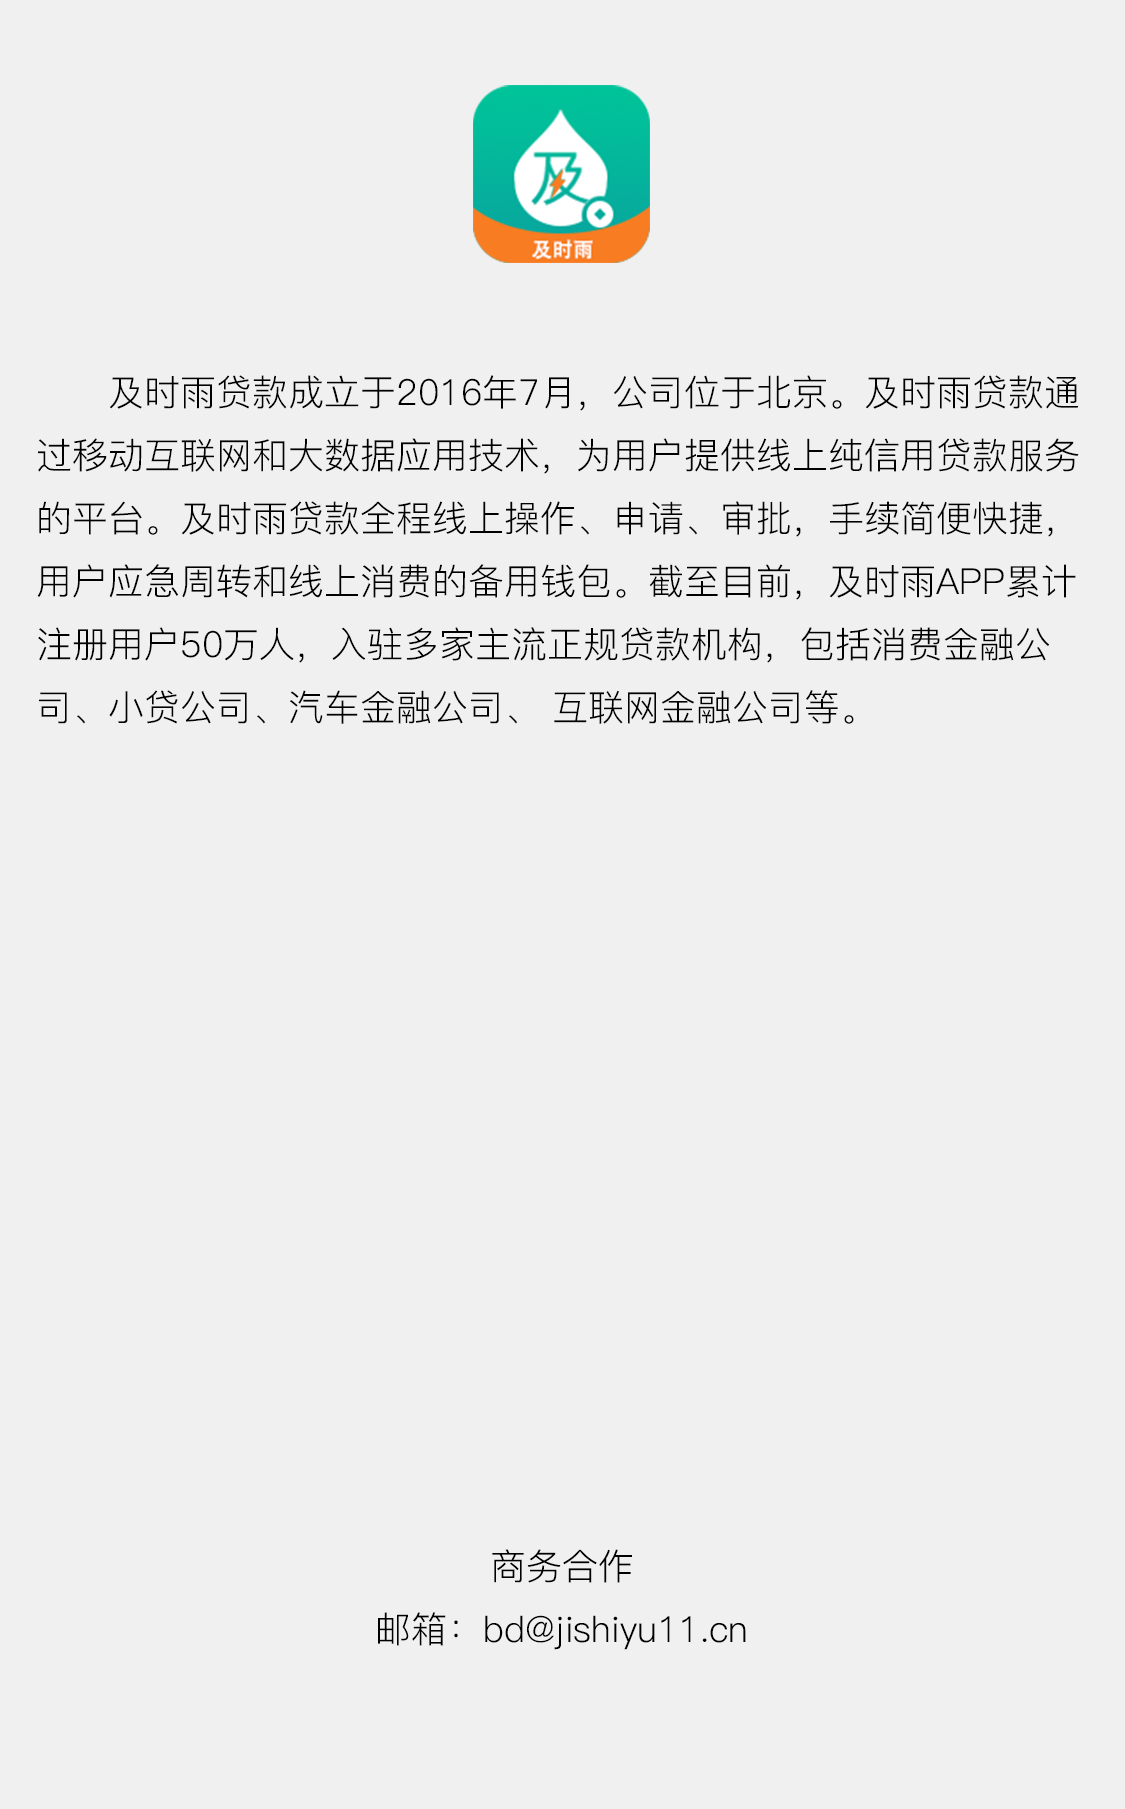 及
及时雨
及时雨贷款成立于2016年7月，公司位于北京。及时雨贷款通
过移动互联网和大数据应用技术，为用户提供线上纯信用贷款服务
的平台。及时雨贷款全程线上操作、申请、审批，手续简便快捷，
用户应急周转和线上消费的备用钱包。截至目前，及时雨APP累计
注册用户50万人，入驻多家主流正规贷款机构，包括消费金融公
司、小贷公司、汽车金融公司、 互联网金融公司等。
商务合作
邮箱：bd@jishiyu11.cn